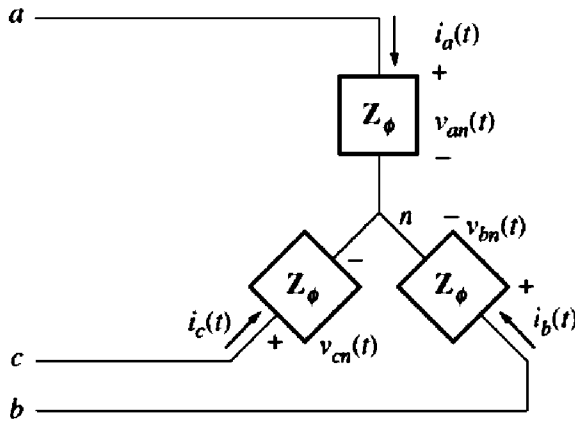 a
i_a(t)
+
Z_ϕ
v_an(t)
−
n
−
v_bn(t)
−
Z_ϕ
Z_ϕ
+
i_c(t)
+
v_cn(t)
i_b(t)
c
b